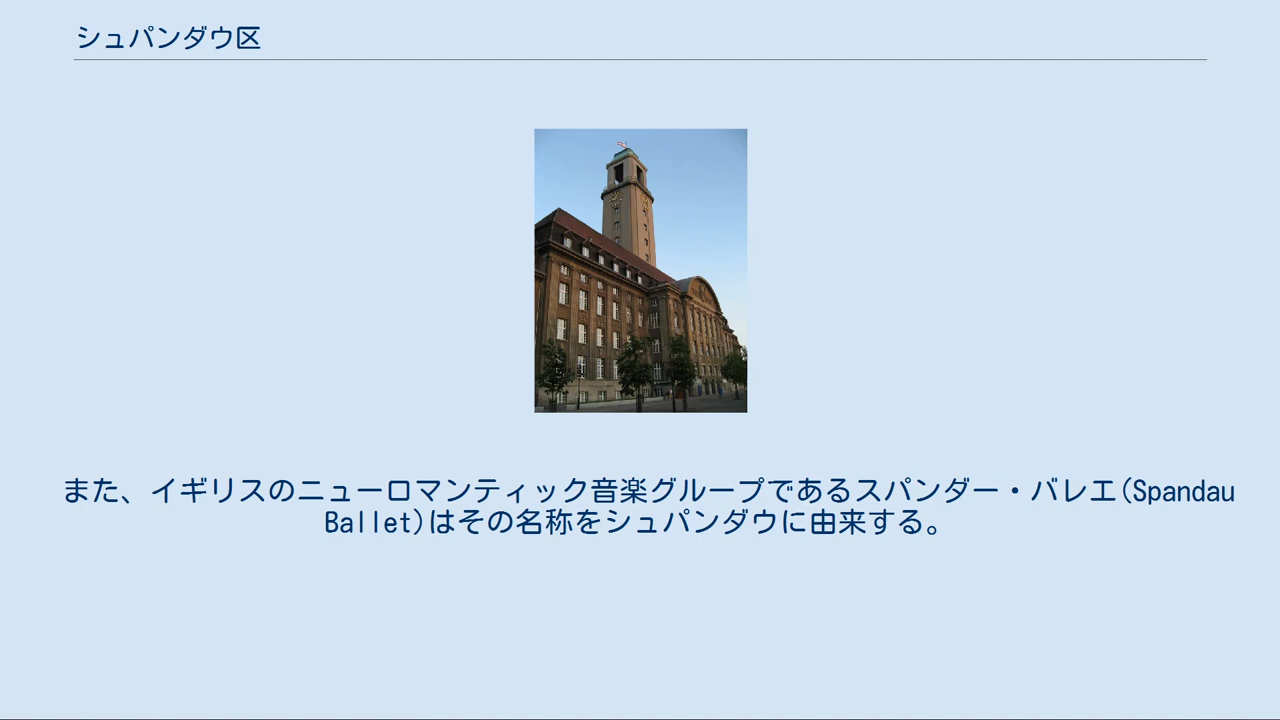 シュパンダウ区
また、イギリスのニューロマンティック音楽グループであるスパンダー・バレエ(Spandau
Ballet)はその名称をシュパンダウに由来する。